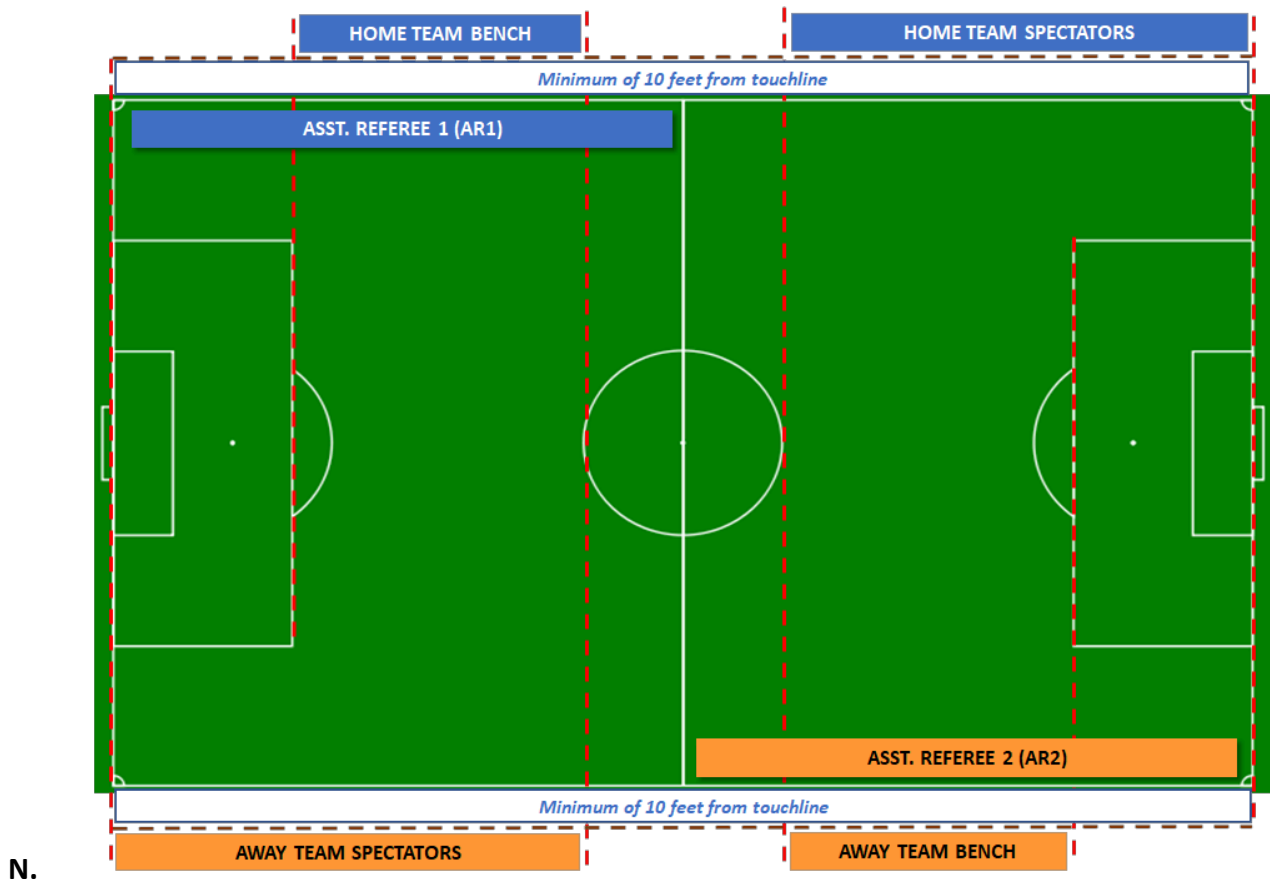 HOME TEAM BENCH
HOME TEAM SPECTATORS
Minimum of 10 feet from touchline
ASST. REFEREE 1 (AR1)
ASST. REFEREE 2 (AR2)
Minimum of 10 feet from touchline
AWAY TEAM SPECTATORS
AWAY TEAM BENCH
N.